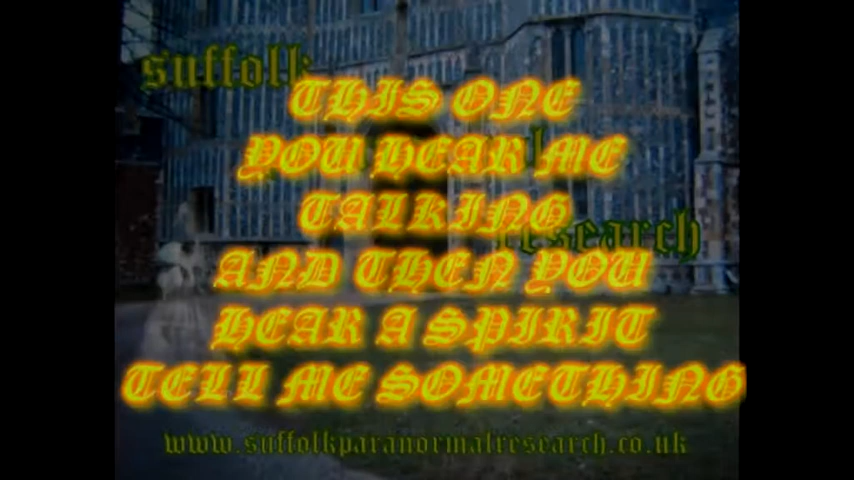 suffolk
THIS ONE
YOU HEAR ME
TALKING
research
AND THEN YOU
HEAR A SPIRIT
TELL ME SOMETHING
www.suffolkparanormalresearch.co.uk